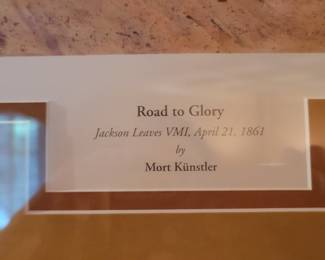 Road to Glory
Jackson Leaves VMI, April 21, 1861
by
Mort Künstler